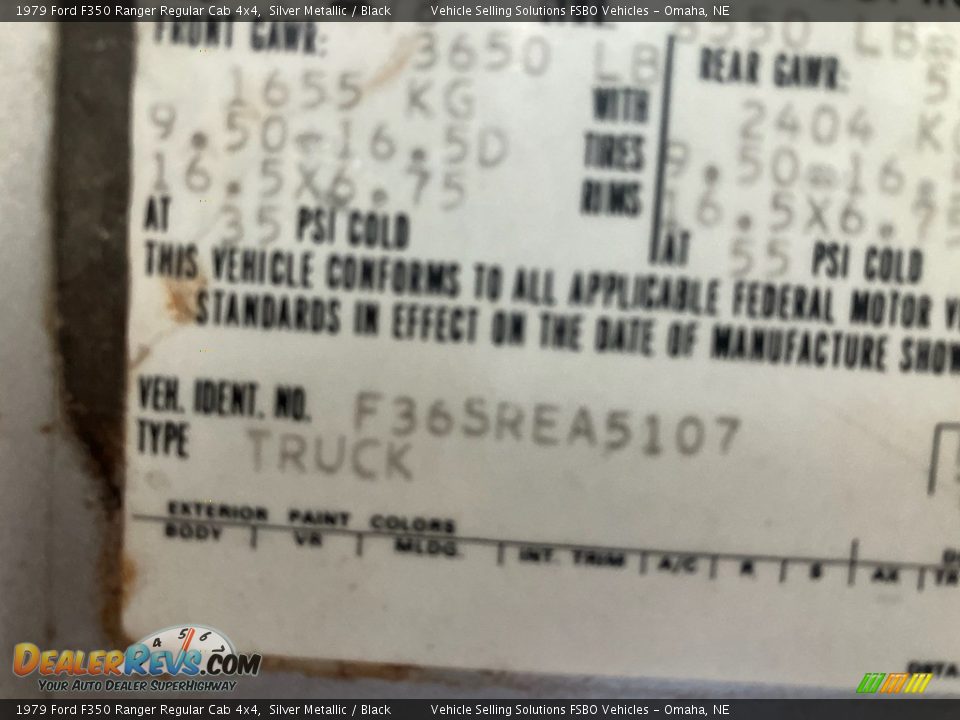 1979 Ford F350 Ranger Regular Cab 4x4, Silver Metallic / Black Vehicle Selling Solutions FSBO Vehicles - Omaha, NE
FRONT GAWR: 3650 LB
1655 KG WITH
9.50-16.5D TIRES
16.5X6.75 RIMS
AT 35 PSI COLD
REAR GAWR:
2404
9.50-16.
16.5X6.75
AT 55 PSI COLD
THIS VEHICLE CONFORMS TO ALL APPLICABLE FEDERAL MOTOR
STANDARDS IN EFFECT ON THE DATE OF MANUFACTURE SHOW
VEH. IDENT. NO. F36SREA5107
TYPE TRUCK
EXTERIOR PAINT COLORS
BODY VR MLDG. INT. TRIM A/C R S AX TR
DEALERREVS.COM
YOUR AUTO DEALER SUPERHIGHWAY
4 5 6
1979 Ford F350 Ranger Regular Cab 4x4, Silver Metallic / Black Vehicle Selling Solutions FSBO Vehicles - Omaha, NE